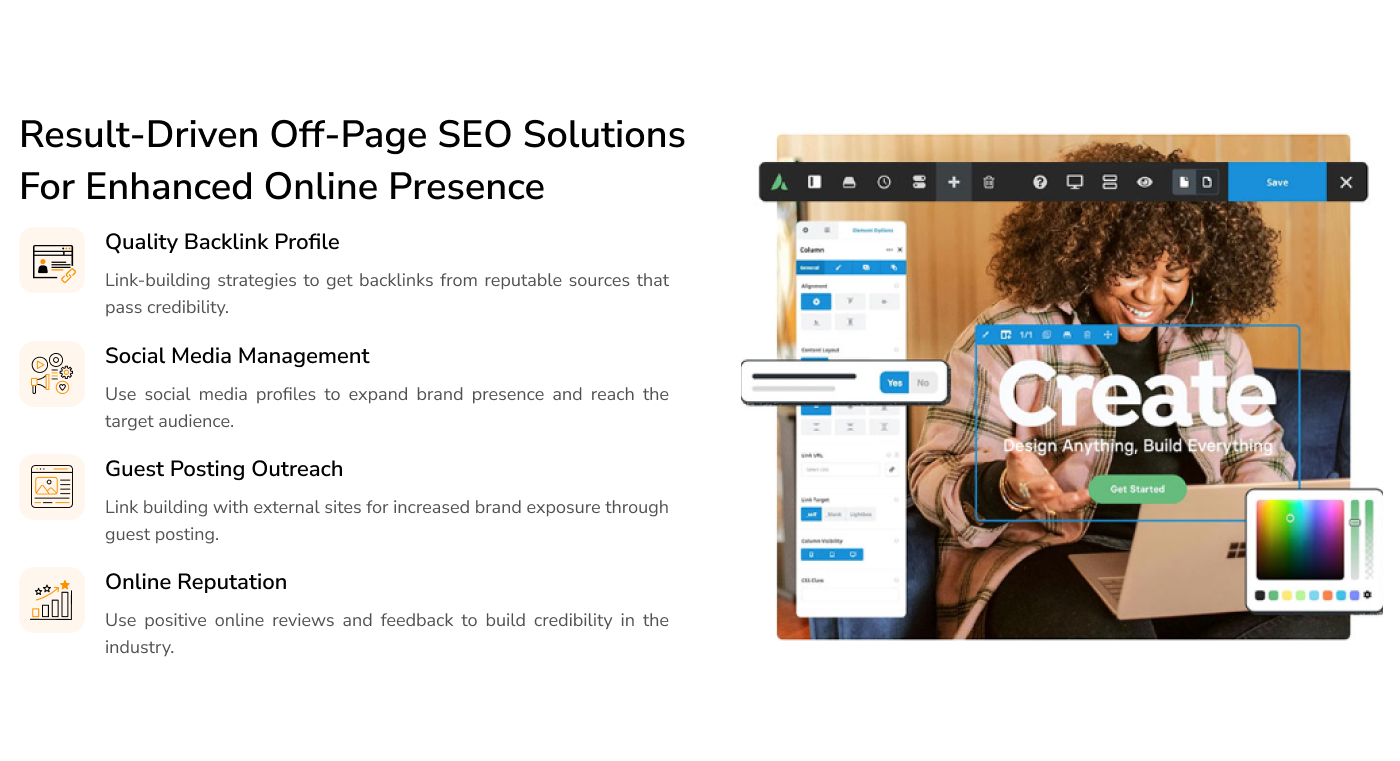 Result-Driven Off-Page SEO Solutions
For Enhanced Online Presence
Quality Backlink Profile
Link-building strategies to get backlinks from reputable sources that
pass credibility.
Social Media Management
Use social media profiles to expand brand presence and reach the
target audience.
Guest Posting Outreach
Link building with external sites for increased brand exposure through
guest posting.
Online Reputation
Use positive online reviews and feedback to build credibility in the
industry.
Save
Element Options
Column
General
Alignment
1/1
Content Layout
Yes No
Create
Design Anything, Build Everything
Link URL
Select Link
Get Started
Link Target
_self Blank Lightbox
Column Visibility
CSS Class